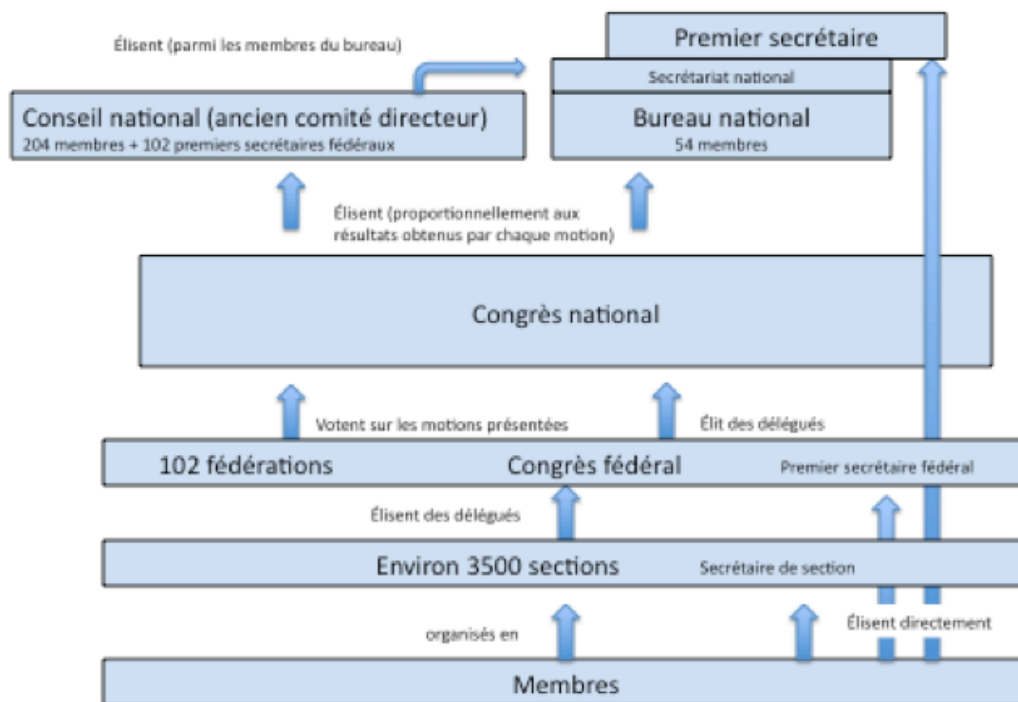 Premier secrétaire
Élisent (parmi les membres du bureau)
Secrétariat national
Conseil national (ancien comité directeur)
204 membres + 102 premiers secrétaires fédéraux
Bureau national
54 membres
Élisent (proportionnellement aux
résultats obtenus par chaque motion)
Congrès national
Votent sur les motions présentées
Élit des délégués
102 fédérations
Congrès fédéral
Premier secrétaire fédéral
Élisent des délégués
Environ 3500 sections
Secrétaire de section
organisés en
Élisent directement
Membres